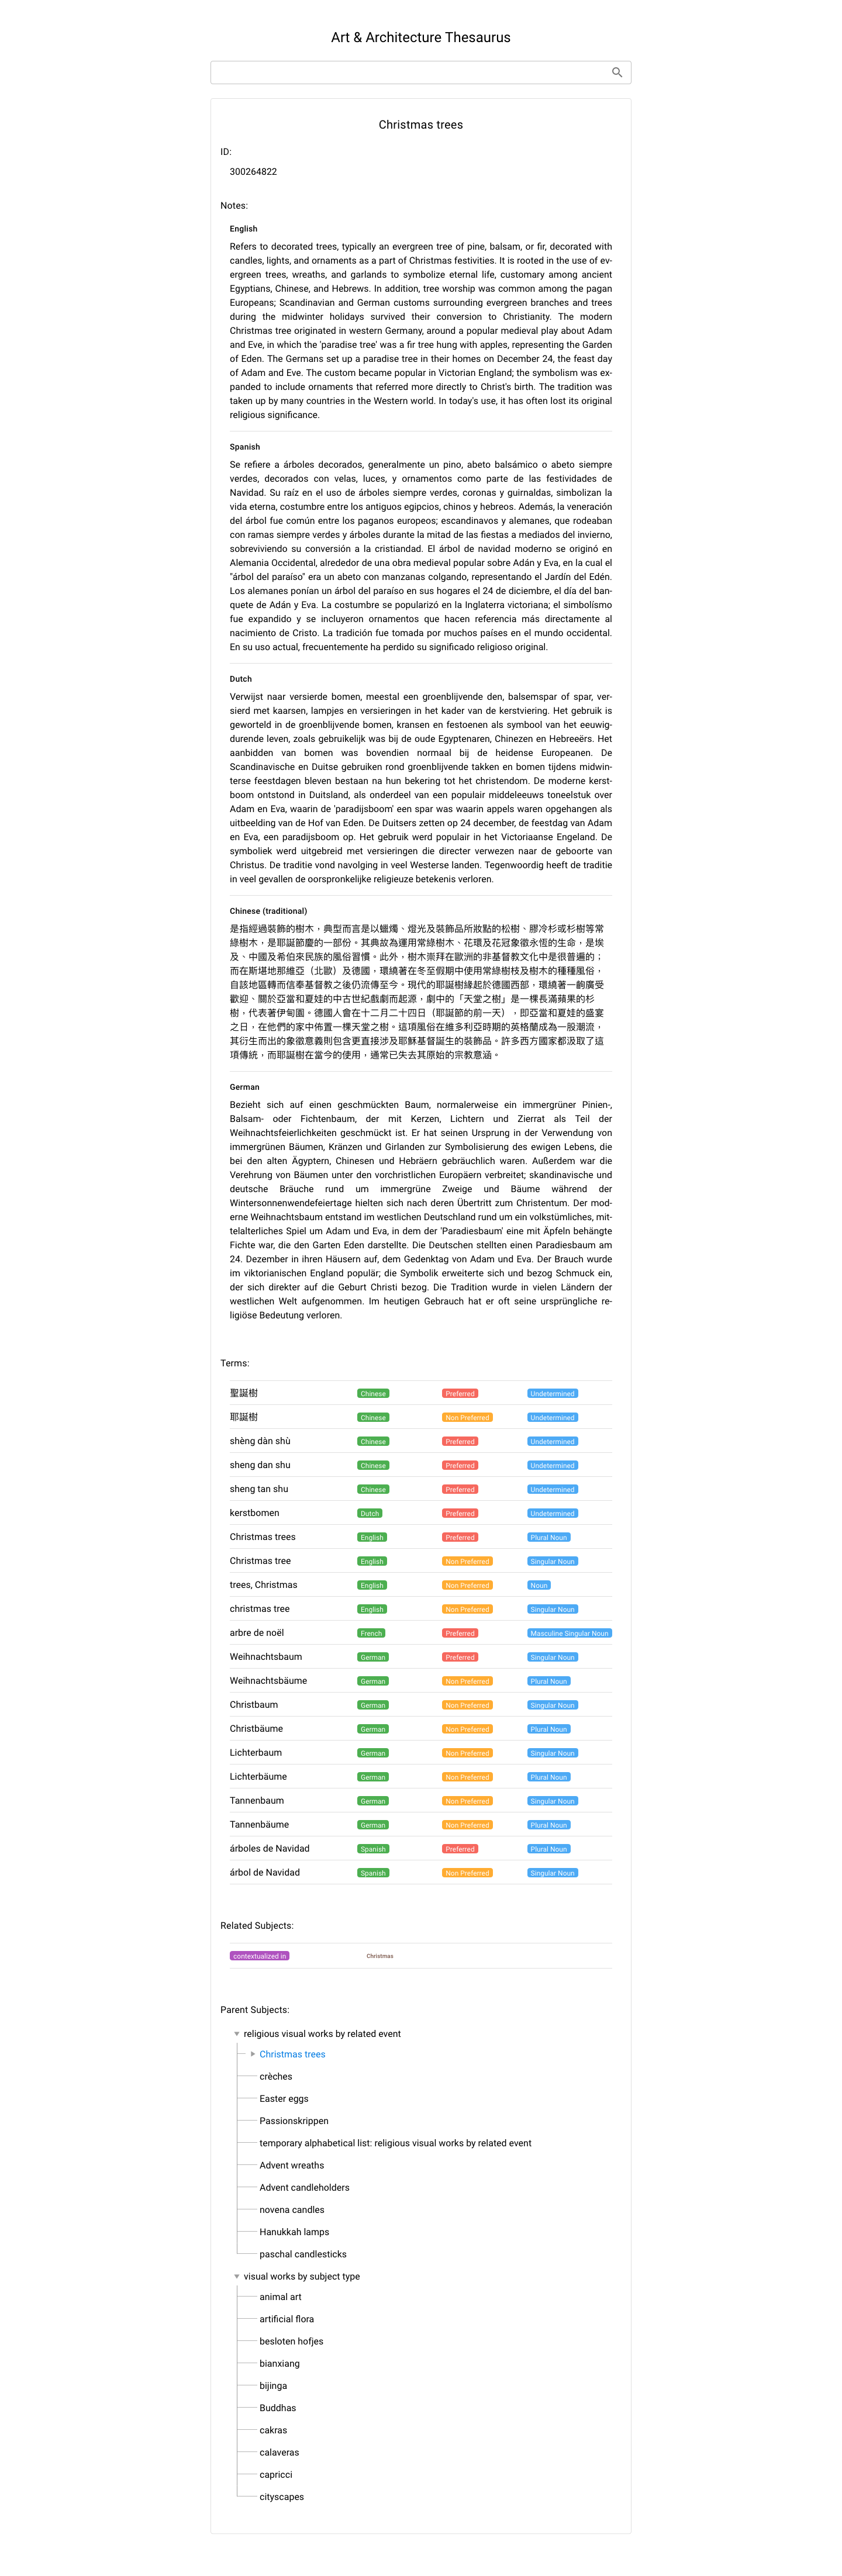 Art & Architecture Thesaurus
Christmas trees
ID:
300264822
Notes:
English
Refers to decorated trees, typically an evergreen tree of pine, balsam, or fir, decorated with
candles, lights, and ornaments as a part of Christmas festivities. It is rooted in the use of ev-
ergreen trees, wreaths, and garlands to symbolize eternal life, customary among ancient
Egyptians, Chinese, and Hebrews. In addition, tree worship was common among the pagan
Europeans; Scandinavian and German customs surrounding evergreen branches and trees
during the midwinter holidays survived their conversion to Christianity. The modern
Christmas tree originated in western Germany, around a popular medieval play about Adam
and Eve, in which the 'paradise tree' was a fir tree hung with apples, representing the Garden
of Eden. The Germans set up a paradise tree in their homes on December 24, the feast day
of Adam and Eve. The custom became popular in Victorian England; the symbolism was ex-
panded to include ornaments that referred more directly to Christ's birth. The tradition was
taken up by many countries in the Western world. In today's use, it has often lost its original
religious significance.
Spanish
Se refiere a árboles decorados, generalmente un pino, abeto balsámico o abeto siempre
verdes, decorados con velas, luces, y ornamentos como parte de las festividades de
Navidad. Su raíz en el uso de árboles siempre verdes, coronas y guirnaldas, simbolizan la
vida eterna, costumbre entre los antiguos egipcios, chinos y hebreos. Además, la veneración
del árbol fue común entre los paganos europeos; escandinavos y alemanes, que rodeaban
con ramas siempre verdes y árboles durante la mitad de las fiestas a mediados del invierno,
sobreviviendo su conversión a la cristiandad. El árbol de navidad moderno se originó en
Alemania Occidental, alrededor de una obra medieval popular sobre Adán y Eva, en la cual el
"árbol del paraíso" era un abeto con manzanas colgando, representando el Jardín del Edén.
Los alemanes ponían un árbol del paraíso en sus hogares el 24 de diciembre, el día del ban-
quete de Adán y Eva. La costumbre se popularizó en la Inglaterra victoriana; el simbolísmo
fue expandido y se incluyeron ornamentos que hacen referencia más directamente al
nacimiento de Cristo. La tradición fue tomada por muchos países en el mundo occidental.
En su uso actual, frecuentemente ha perdido su significado religioso original.
Dutch
Verwijst naar versierde bomen, meestal een groenblijvende den, balsemspar of spar, ver-
sierd met kaarsen, lampjes en versieringen in het kader van de kerstviering. Het gebruik is
geworteld in de groenblijvende bomen, kransen en festoenen als symbool van het eeuwig-
durende leven, zoals gebruikelijk was bij de oude Egyptenaren, Chinezen en Hebreeërs. Het
aanbidden van bomen was bovendien normaal bij de heidense Europeanen. De
Scandinavische en Duitse gebruiken rond groenblijvende takken en bomen tijdens midwin-
terse feestdagen bleven bestaan na hun bekering tot het christendom. De moderne kerst-
boom ontstond in Duitsland, als onderdeel van een populair middeleeuws toneelstuk over
Adam en Eva, waarin de 'paradijsboom' een spar was waarin appels waren opgehangen als
uitbeelding van de Hof van Eden. De Duitsers zetten op 24 december, de feestdag van Adam
en Eva, een paradijsboom op. Het gebruik werd populair in het Victoriaanse Engeland. De
symboliek werd uitgebreid met versieringen die directer verwezen naar de geboorte van
Christus. De traditie vond navolging in veel Westerse landen. Tegenwoordig heeft de traditie
in veel gevallen de oorspronkelijke religieuze betekenis verloren.
Chinese (traditional)
是指經過裝飾的樹木，典型而言是以蠟燭、燈光及裝飾品所妝點的松樹、膠冷杉或杉樹等常
綠樹木，是耶誕節慶的一部份。其典故為運用常綠樹木、花環及花冠象徵永恆的生命，是埃
及、中國及希伯來民族的風俗習慣。此外，樹木崇拜在歐洲的非基督教文化中是很普遍的；
而在斯堪地那維亞（北歐）及德國，環繞著在冬至假期中使用常綠樹枝及樹木的種種風俗，
自該地區轉而信奉基督教之後仍流傳至今。現代的耶誕樹緣起於德國西部，環繞著一齣廣受
歡迎、關於亞當和夏娃的中古世紀戲劇而起源，劇中的「天堂之樹」是一棵長滿蘋果的杉
樹，代表著伊甸園。德國人會在十二月二十四日（耶誕節的前一天），即亞當和夏娃的盛宴
之日，在他們的家中佈置一棵天堂之樹。這項風俗在維多利亞時期的英格蘭成為一股潮流，
其衍生而出的象徵意義則包含更直接涉及耶穌基督誕生的裝飾品。許多西方國家都汲取了這
項傳統，而耶誕樹在當今的使用，通常已失去其原始的宗教意涵。
German
Bezieht sich auf einen geschmückten Baum, normalerweise ein immergrüner Pinien-,
Balsam- oder Fichtenbaum, der mit Kerzen, Lichtern und Zierrat als Teil der
Weihnachtsfeierlichkeiten geschmückt ist. Er hat seinen Ursprung in der Verwendung von
immergrünen Bäumen, Kränzen und Girlanden zur Symbolisierung des ewigen Lebens, die
bei den alten Ägyptern, Chinesen und Hebräern gebräuchlich waren. Außerdem war die
Verehrung von Bäumen unter den vorchristlichen Europäern verbreitet; skandinavische und
deutsche Bräuche rund um immergrüne Zweige und Bäume während der
Wintersonnenwendefeiertage hielten sich nach deren Übertritt zum Christentum. Der mod-
erne Weihnachtsbaum entstand im westlichen Deutschland rund um ein volkstümliches, mit-
telalterliches Spiel um Adam und Eva, in dem der 'Paradiesbaum' eine mit Äpfeln behängte
Fichte war, die den Garten Eden darstellte. Die Deutschen stellten einen Paradiesbaum am
24. Dezember in ihren Häusern auf, dem Gedenktag von Adam und Eva. Der Brauch wurde
im viktorianischen England populär; die Symbolik erweiterte sich und bezog Schmuck ein,
der sich direkter auf die Geburt Christi bezog. Die Tradition wurde in vielen Ländern der
westlichen Welt aufgenommen. Im heutigen Gebrauch hat er oft seine ursprüngliche re-
ligiöse Bedeutung verloren.
Terms:
聖誕樹 Chinese Preferred Undetermined
耶誕樹 Chinese Non Preferred Undetermined
shèng dàn shù Chinese Preferred Undetermined
sheng dan shu Chinese Preferred Undetermined
sheng tan shu Chinese Preferred Undetermined
kerstbomen Dutch Preferred Undetermined
Christmas trees English Preferred Plural Noun
Christmas tree English Non Preferred Singular Noun
trees, Christmas English Non Preferred Noun
christmas tree English Non Preferred Singular Noun
arbre de noël French Preferred Masculine Singular Noun
Weihnachtsbaum German Preferred Singular Noun
Weihnachtsbäume German Non Preferred Plural Noun
Christbaum German Non Preferred Singular Noun
Christbäume German Non Preferred Plural Noun
Lichterbaum German Non Preferred Singular Noun
Lichterbäume German Non Preferred Plural Noun
Tannenbaum German Non Preferred Singular Noun
Tannenbäume German Non Preferred Plural Noun
árboles de Navidad Spanish Preferred Plural Noun
árbol de Navidad Spanish Non Preferred Singular Noun
Related Subjects:
contextualized in Christmas
Parent Subjects:
religious visual works by related event
Christmas trees
crèches
Easter eggs
Passionskrippen
temporary alphabetical list: religious visual works by related event
Advent wreaths
Advent candleholders
novena candles
Hanukkah lamps
paschal candlesticks
visual works by subject type
animal art
artificial flora
besloten hofjes
bianxiang
bijinga
Buddhas
cakras
calaveras
capricci
cityscapes